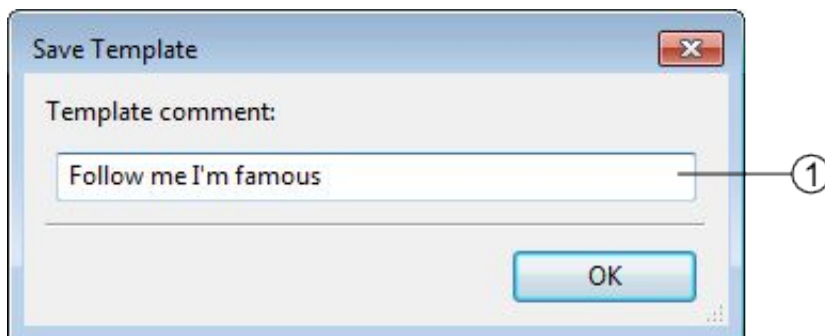 Save Template
Template comment:
Follow me I'm famous
1
OK